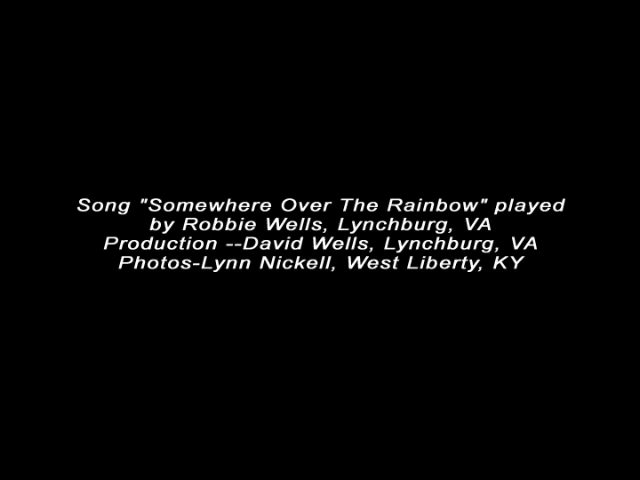 Song "Somewhere Over The Rainbow" played
by Robbie Wells, Lynchburg, VA
Production --David Wells, Lynchburg, VA
Photos-Lynn Nickell, West Liberty, KY